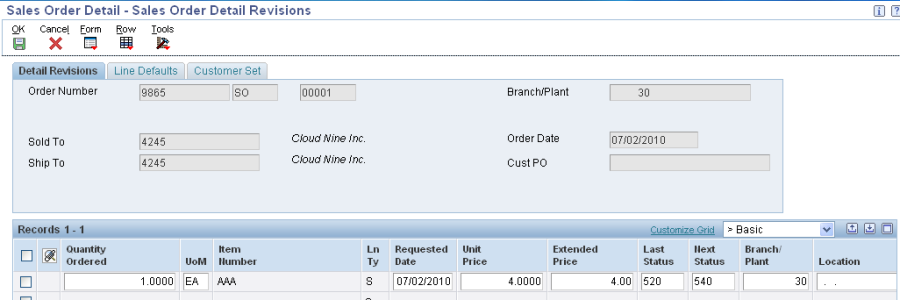 Sales Order Detail - Sales Order Detail Revisions
OK Cancel Form Row Tools
Detail Revisions Line Defaults Customer Set
Order Number 9865 SO 00001 Branch/Plant 30
Sold To 4245 Cloud Nine Inc. Order Date 07/02/2010
Ship To 4245 Cloud Nine Inc. Cust PO
Records 1 - 1 Customize Grid > Basic
Quantity Ordered UoM Item Number Ln Ty Requested Date Unit Price Extended Price Last Status Next Status Branch/ Plant Location
1.0000 EA AAA S 07/02/2010 4.0000 4.00 520 540 30 . .